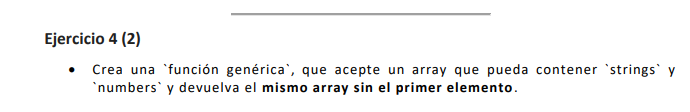 Ejercicio 4 (2)
• Crea una `función genérica`, que acepte un array que pueda contener `strings` y
`numbers` y devuelva el mismo array sin el primer elemento.